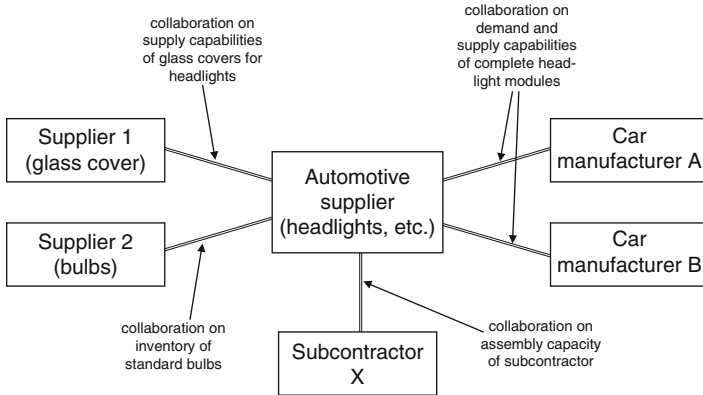 collaboration on
supply capabilities
of glass covers for
headlights
collaboration on
demand and
supply capabilities
of complete head-
light modules
Supplier 1
(glass cover)
Automotive
supplier
(headlights, etc.)
Car
manufacturer A
Supplier 2
(bulbs)
Car
manufacturer B
collaboration on
inventory of
standard bulbs
Subcontractor
X
collaboration on
assembly capacity
of subcontractor